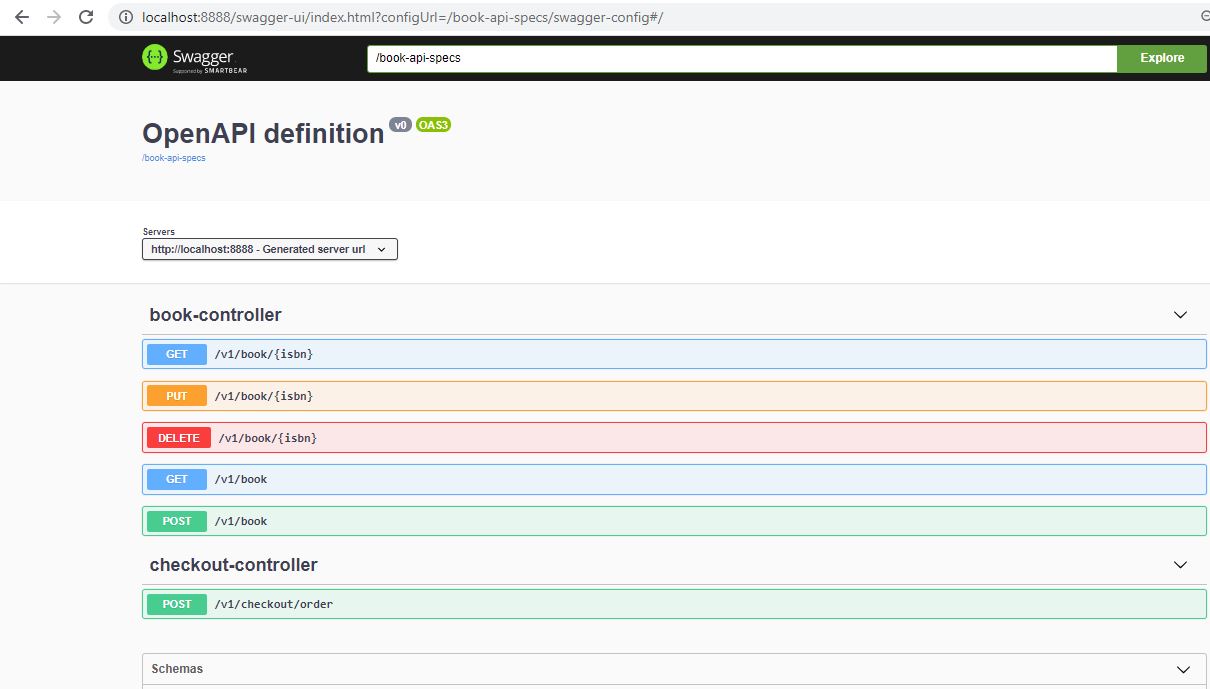 localhost:8888/swagger-ui/index.html?configUrl=/book-api-specs/swagger-config#/
Swagger
Supported by SMARTBEAR
/book-api-specs
Explore
OpenAPI definition v0 OAS3
/book-api-specs
Servers
http://localhost:8888 - Generated server url
book-controller
GET /v1/book/{isbn}
PUT /v1/book/{isbn}
DELETE /v1/book/{isbn}
GET /v1/book
POST /v1/book
checkout-controller
POST /v1/checkout/order
Schemas